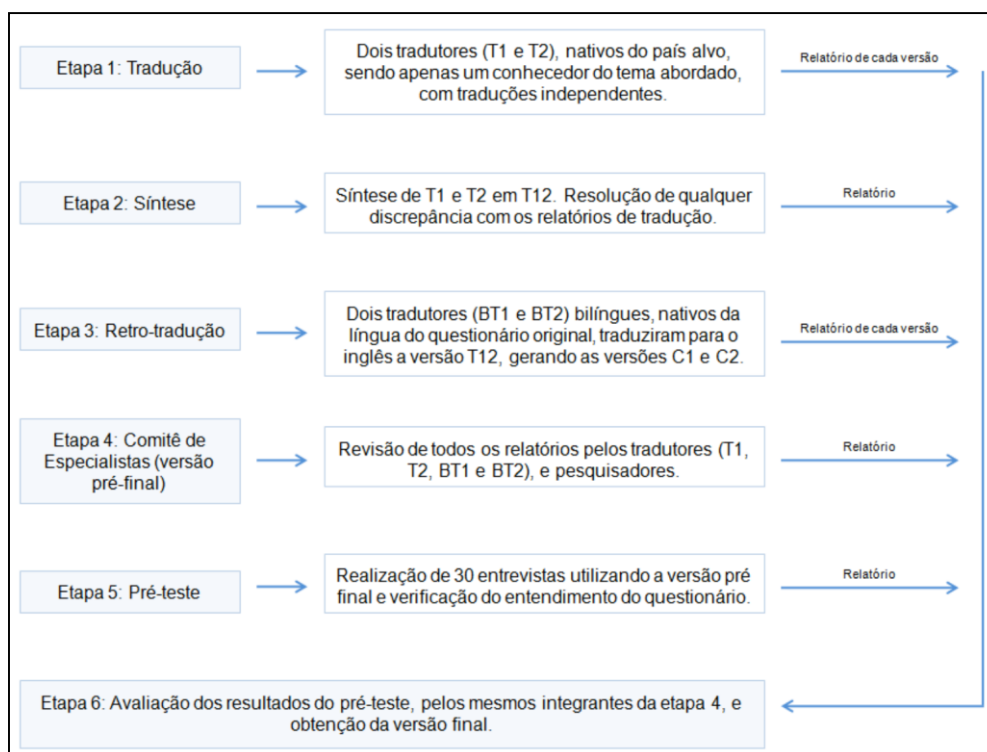 Etapa 1: Tradução
Dois tradutores (T1 e T2), nativos do país alvo,
sendo apenas um conhecedor do tema abordado,
com traduções independentes.
Relatório de cada versão
Etapa 2: Síntese
Síntese de T1 e T2 em T12. Resolução de qualquer
discrepância com os relatórios de tradução.
Relatório
Etapa 3: Retro-tradução
Dois tradutores (BT1 e BT2) bilíngues, nativos da
língua do questionário original, traduziram para o
inglês a versão T12, gerando as versões C1 e C2.
Relatório de cada versão
Etapa 4: Comitê de
Especialistas (versão
pré-final)
Revisão de todos os relatórios pelos tradutores (T1,
T2, BT1 e BT2), e pesquisadores.
Relatório
Etapa 5: Pré-teste
Realização de 30 entrevistas utilizando a versão pré
final e verificação do entendimento do questionário.
Relatório
Etapa 6: Avaliação dos resultados do pré-teste, pelos mesmos integrantes da etapa 4, e
obtenção da versão final.